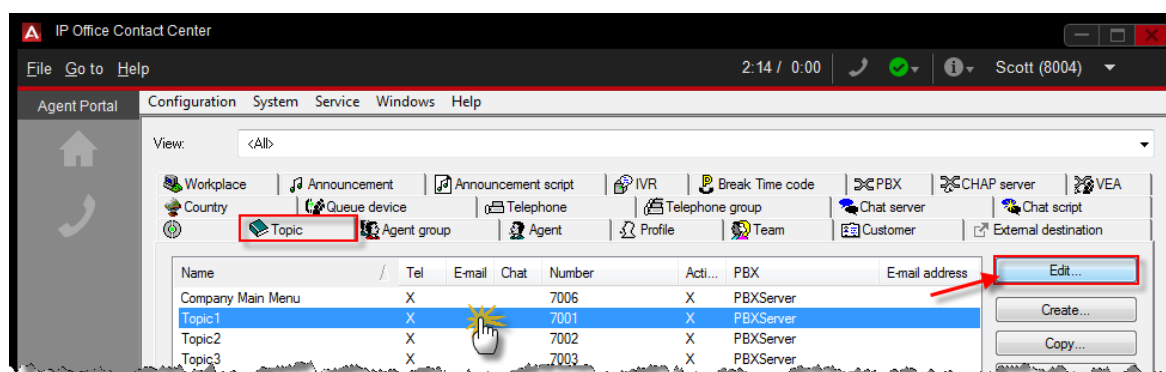 IP Office Contact Center
File Go to Help 2:14 / 0:00 Scott (8004)
Agent Portal Configuration System Service Windows Help
View: <All>
Workplace Announcement Announcement script IVR Break Time code PBX CHAP server VEA
Country Queue device Telephone Telephone group Chat server Chat script
Topic Agent group Agent Profile Team Customer External destination
Name / Tel E-mail Chat Number Acti... PBX E-mail address Edit...
Company Main Menu X 7006 X PBXServer
Topic1 X 7001 X PBXServer Create...
Topic2 X 7002 X PBXServer Copy...
Topic3 X 7003 X PBXServer